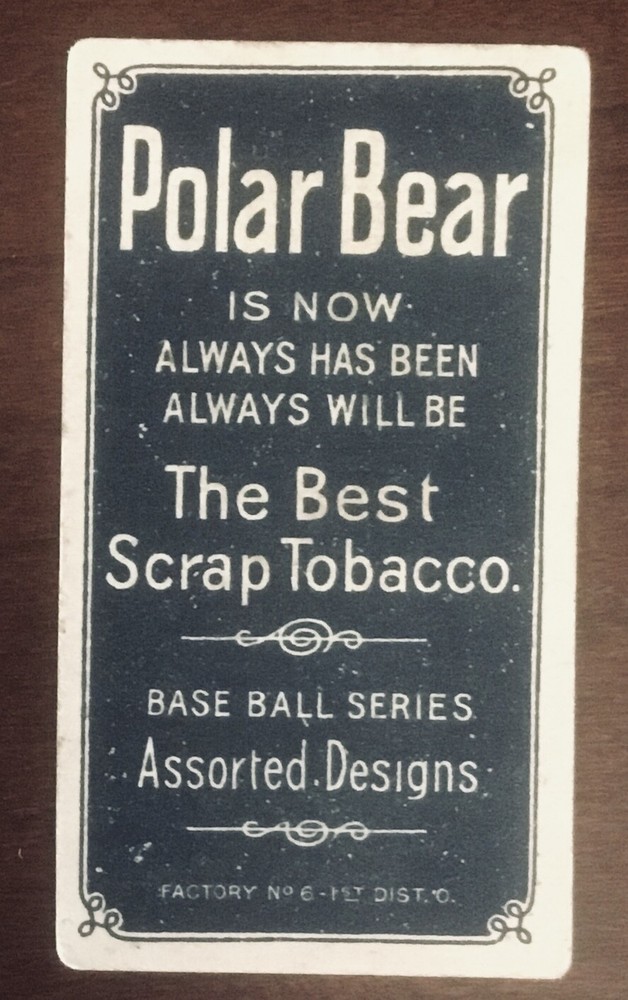 Polar Bear
IS NOW
ALWAYS HAS BEEN
ALWAYS WILL BE
The Best
Scrap Tobacco.
BASE BALL SERIES
Assorted Designs
FACTORY No 6 - 1ST DIST. O.